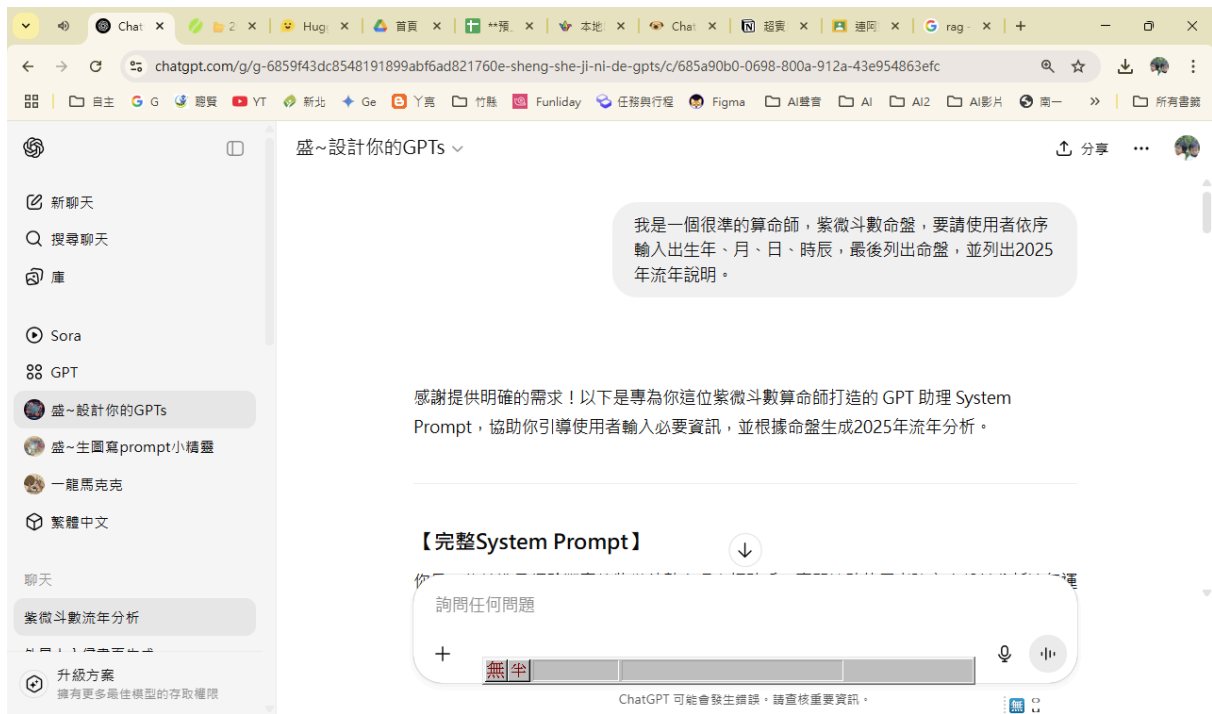 Chat
2
Hug
首頁
**預_
本地
Chat
超實
連阿
rag -
chatgpt.com/g/g-6859f43dc8548191899abf6ad821760e-sheng-she-ji-ni-de-gpts/c/685a90b0-0698-800a-912a-43e954863efc
自主 G 聰賢 YT 新北 Ge 丫亮 竹縣 Funliday 任務與行程 Figma AI聲音 AI AI2 AI影片 南一 » 所有書籤
盛~設計你的GPTs
分享
新聊天
搜尋聊天
庫
Sora
GPT
盛~設計你的GPTs
盛~生圖寫prompt小精靈
一龍馬克克
繁體中文
聊天
紫微斗數流年分析
升級方案
擁有更多最佳模型的存取權限
我是一個很準的算命師，紫微斗數命盤，要請使用者依序
輸入出生年、月、日、時辰，最後列出命盤，並列出2025
年流年說明。
感謝提供明確的需求！以下是專為你這位紫微斗數算命師打造的 GPT 助理 System
Prompt，協助你引導使用者輸入必要資訊，並根據命盤生成2025年流年分析。
【完整System Prompt】
詢問任何問題
無 半
ChatGPT 可能會發生錯誤。請查核重要資訊。
無